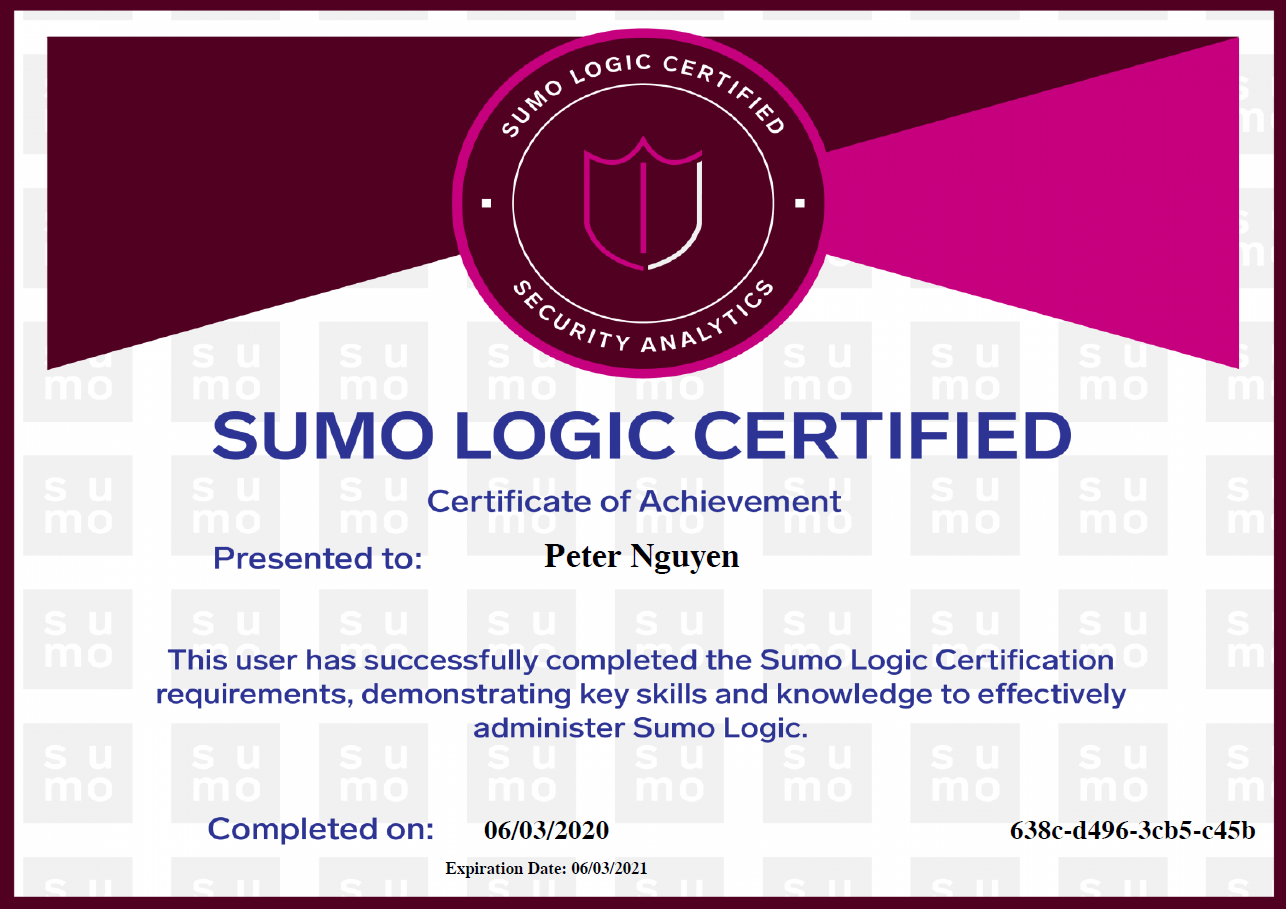 SUMO LOGIC CERTIFIED
SECURITY ANALYTICS
SUMO LOGIC CERTIFIED
Certificate of Achievement
Presented to: Peter Nguyen
This user has successfully completed the Sumo Logic Certification
requirements, demonstrating key skills and knowledge to effectively
administer Sumo Logic.
Completed on: 06/03/2020 638c-d496-3cb5-c45b
Expiration Date: 06/03/2021